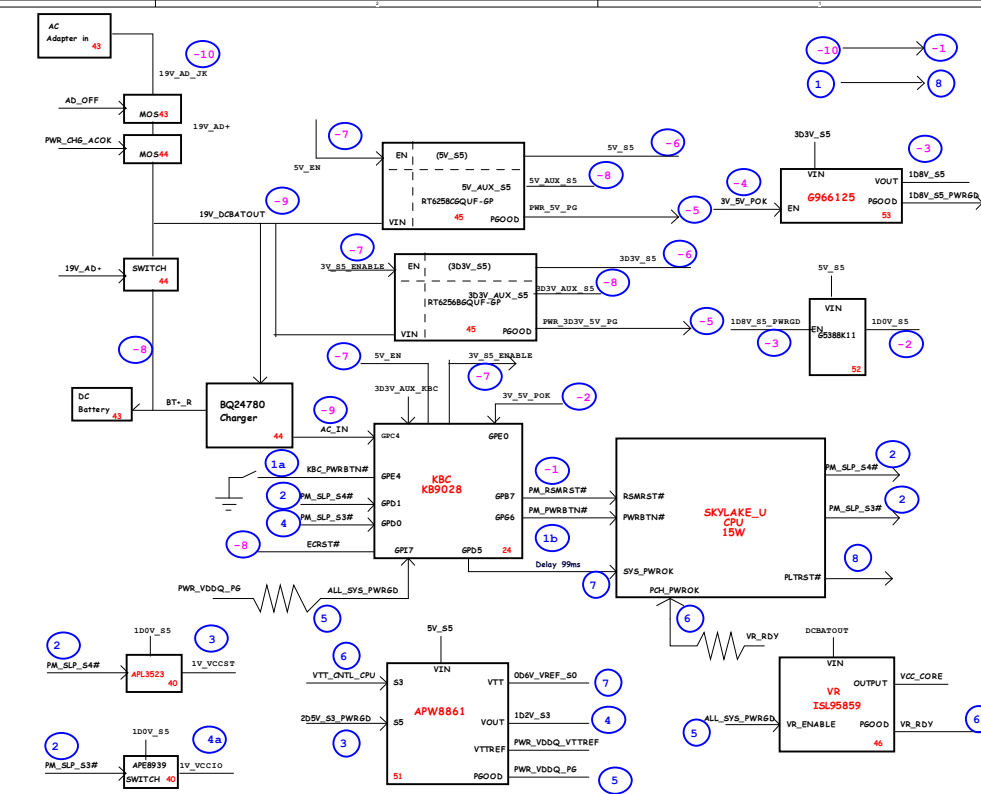 2
1
AC
Adapter in 43
-10
19V_AD_JK
AD_OFF
MOS43
19V_AD+
PWR_CHG_ACOK
MOS44
-10
-1
1
8
-7
5V_EN
EN
(5V_S5)
5V_S5
-6
5V_AUX_S5
5V_AUX_S5
-8
RT6258CGQUF-GP
VIN
45
PGOOD
PWR_5V_PG
-5
-9
19V_DCBATOUT
3D3V_S5
VIN
-3
VOUT
1D8V_S5
G966125
-4
3V_5V_POK
EN
PGOOD
1D8V_S5_PWRGD
53
-7
3V_S5_ENABLE
EN
(3D3V_S5)
3D3V_S5
-6
3D3V_AUX_S5
3D3V_AUX_S5
-8
RT6256BGQUF-GP
VIN
45
PGOOD
PWR_3D3V_5V_PG
-5
19V_AD+
SWITCH
44
5V_S5
VIN
1D8V_S5_PWRGD
EN
G5388K11
1D0V_S5
-3
-2
52
-8
-7
5V_EN
3V_S5_ENABLE
-7
3D3V_AUX_KBC
3V_5V_POK
-2
DC
Battery 43
BT+_R
BQ24780
Charger
44
-9
AC_IN
GPC4
GPE0
1a
KBC_PWRBTN#
GPE4
KBC
KB9028
2
PM_SLP_S4#
GPD1
4
PM_SLP_S3#
GPD0
-8
ECRST#
GPI7
GPD5
24
GPB7
PM_RSMRST#
-1
GPG6
PM_PWRBTN#
1b
Delay 99ms
7
RSMRST#
PWRBTN#
SKYLAKE_U
CPU
15W
SYS_PWROK
PCH_PWROK
PM_SLP_S4#
2
PM_SLP_S3#
2
PLTRST#
8
PWR_VDDQ_PG
ALL_SYS_PWRGD
5
6
VR_RDY
2
1D0V_S5
3
PM_SLP_S4#
APL3523
40
1V_VCCST
6
VTT_CNTL_CPU
5V_S5
VIN
S3
VTT
0D6V_VREF_S0
7
APW8861
2D5V_S3_PWRGD
S5
3
VOUT
1D2V_S3
4
VTTREF
PWR_VDDQ_VTTREF
51
PGOOD
PWR_VDDQ_PG
5
DCBATOUT
VIN
OUTPUT
VCC_CORE
VR
ISL95859
ALL_SYS_PWRGD
VR_ENABLE
PGOOD
VR_RDY
6
5
46
2
1D0V_S5
4a
PM_SLP_S3#
APE8939
SWITCH 40
1V_VCCIO